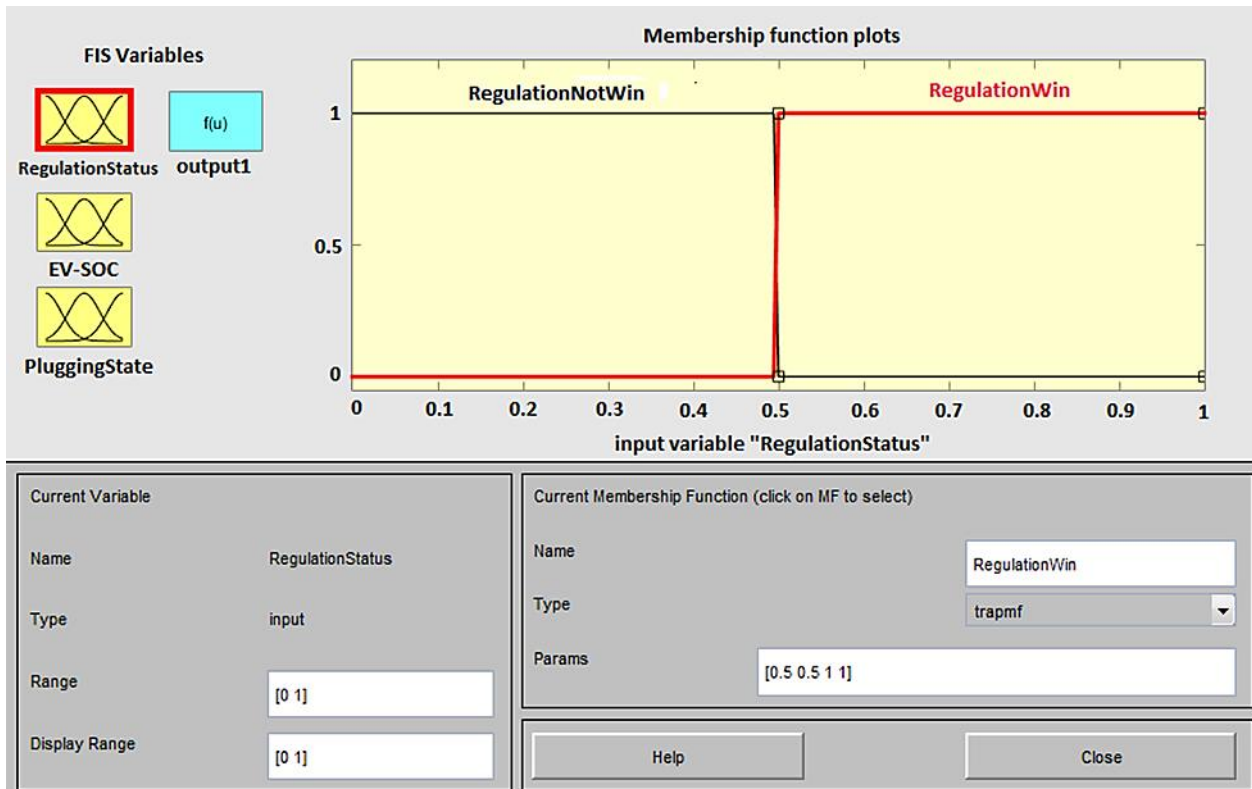 FIS Variables
RegulationStatus
f(u)
output1
EV-SOC
PluggingState
Membership function plots
RegulationNotWin
RegulationWin
1
0.5
0
0 0.1 0.2 0.3 0.4 0.5 0.6 0.7 0.8 0.9 1
input variable "RegulationStatus"
Current Variable
Name RegulationStatus
Type input
Range [0 1]
Display Range [0 1]
Current Membership Function (click on MF to select)
Name RegulationWin
Type trapmf
Params [0.5 0.5 1 1]
Help Close